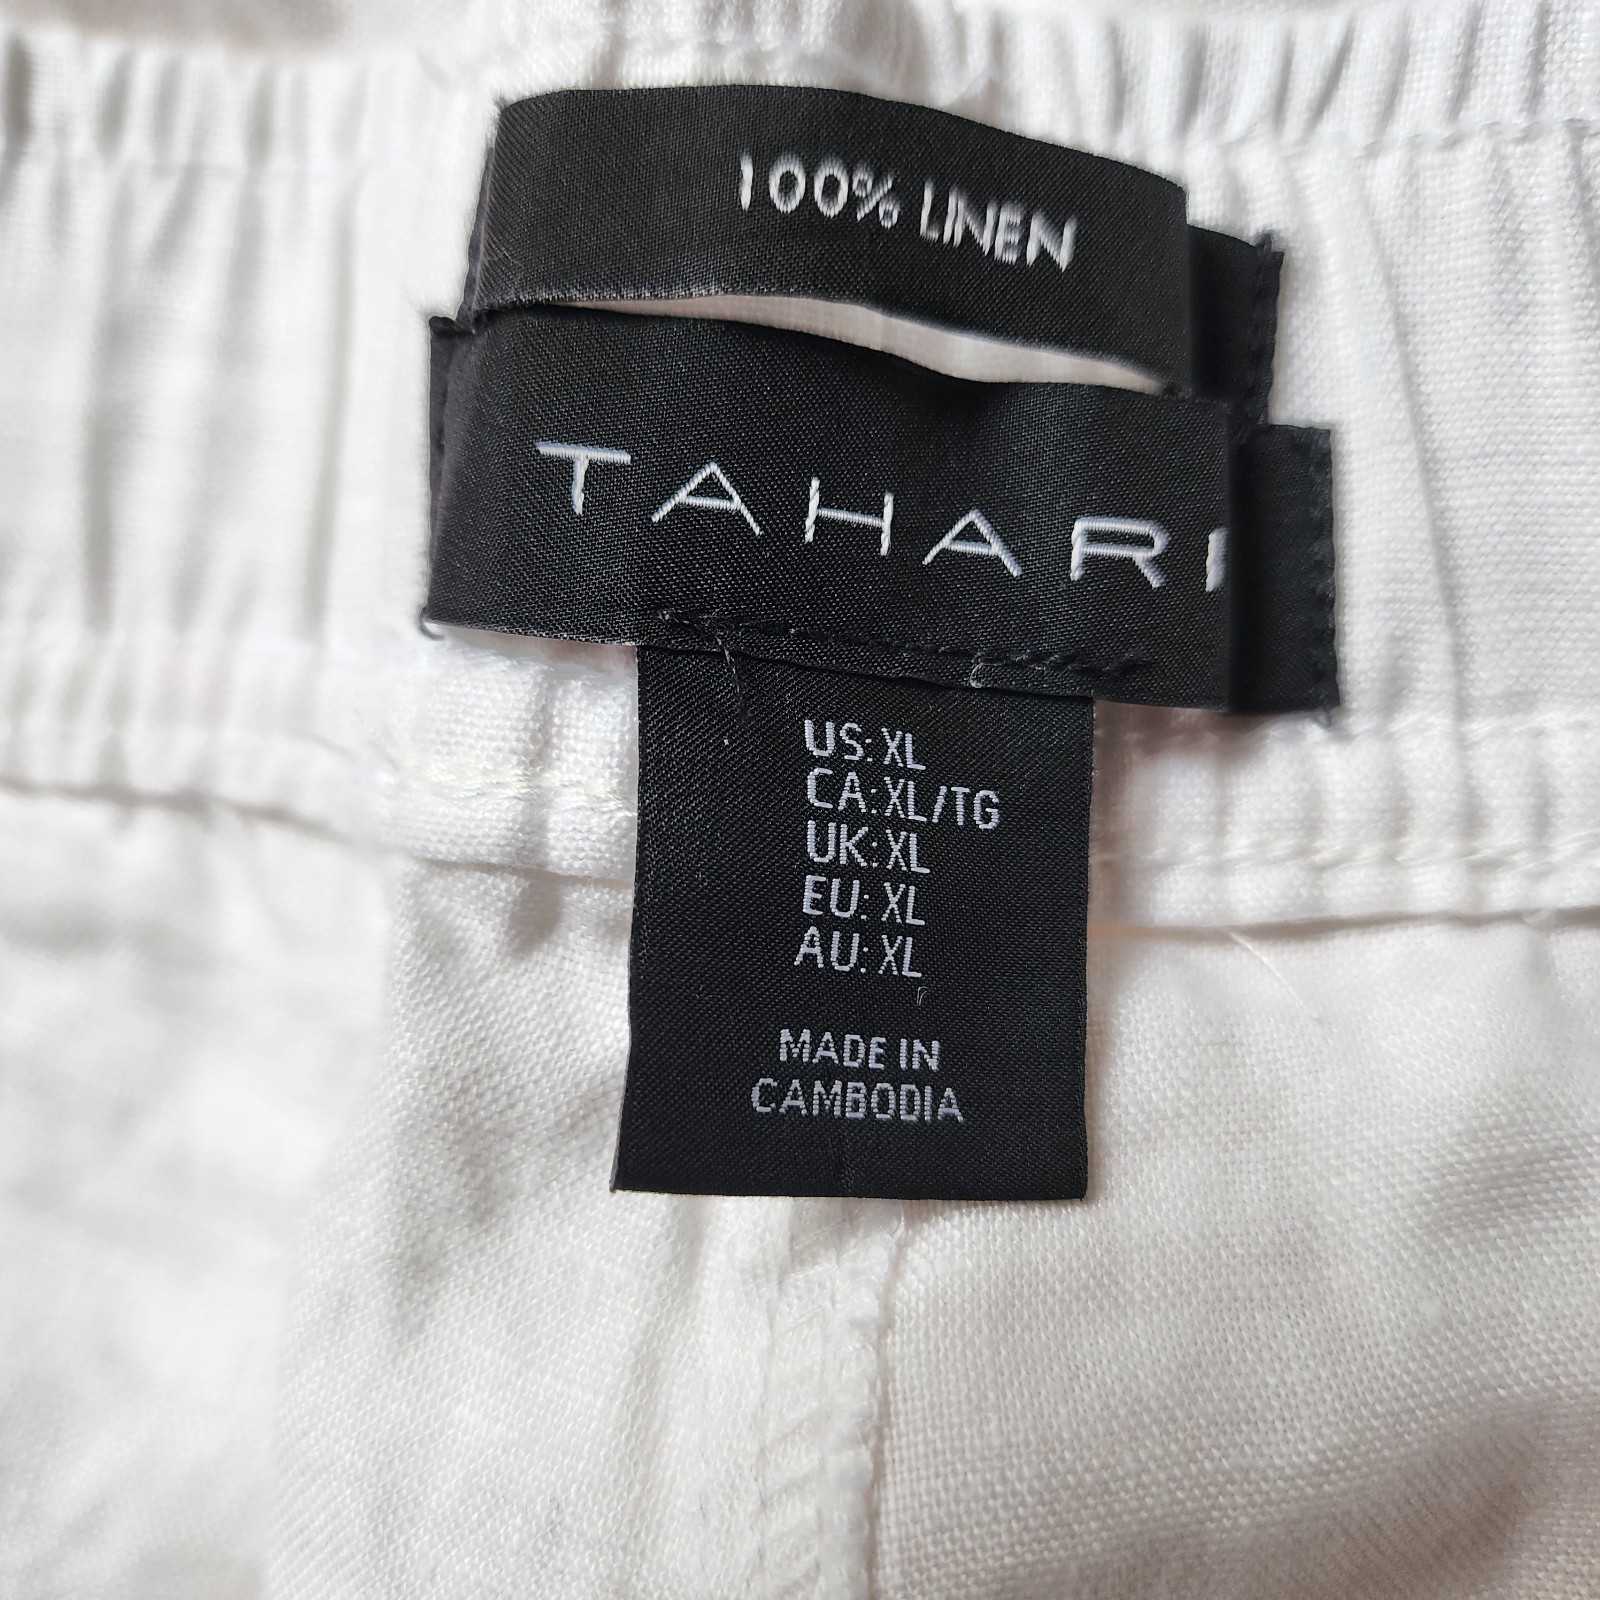 100% LINEN
TAHARI
US: XL
CA: XL/TG
UK: XL
EU: XL
AU: XL
MADE IN
CAMBODIA